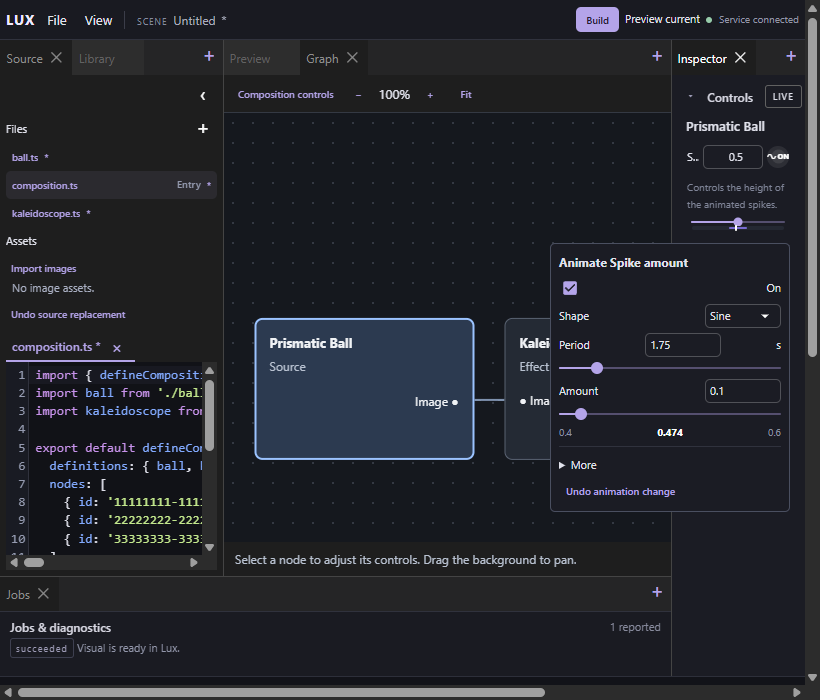 LUX File View SCENE Untitled * Build Preview current Service connected
Source Library + Preview Graph + Inspector +
Composition controls − 100% + Fit
Controls LIVE
Files +
ball.ts *
composition.ts Entry *
kaleidoscope.ts *
Assets
Import images
No image assets.
Undo source replacement
composition.ts *
1 import { defineCompositi
2 import ball from './bal
3 import kaleidoscope fro
4
5 export default defineCo
6 definitions: { ball,
7 nodes: [
8 { id: '11111111-111
9 { id: '22222222-222
10 { id: '33333333-333
Prismatic Ball
Source
Image
Kalei
Effect
Ima
Select a node to adjust its controls. Drag the background to pan.
Prismatic Ball
S.. 0.5 ON
Controls the height of
the animated spikes.
Animate Spike amount
On
Shape Sine
Period 1.75 s
Amount 0.1
0.4 0.474 0.6
More
Undo animation change
Jobs +
Jobs & diagnostics 1 reported
succeeded Visual is ready in Lux.